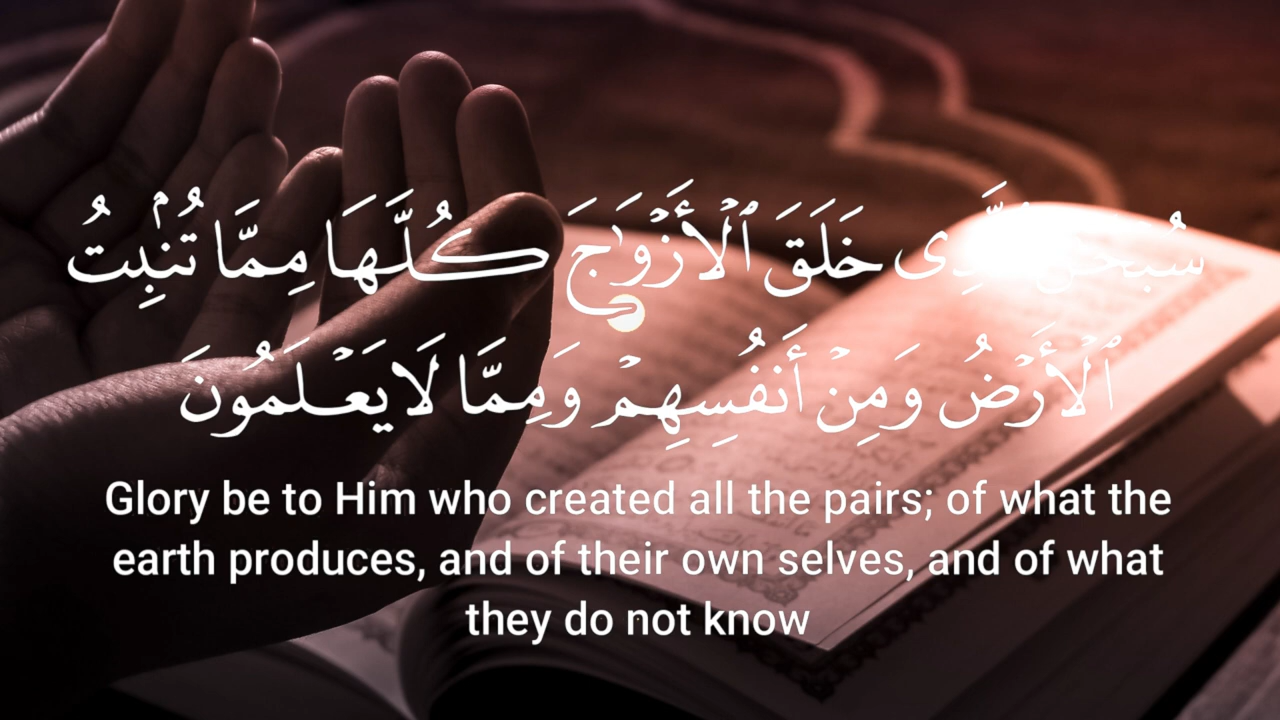 سُبْحَٰنَ ٱلَّذِى خَلَقَ ٱلْأَزْوَٰجَ كُلَّهَا مِمَّا تُنۢبِتُ
ٱلْأَرْضُ وَمِنْ أَنفُسِهِمْ وَمِمَّا لَا يَعْلَمُونَ
Glory be to Him who created all the pairs; of what the
earth produces, and of their own selves, and of what
they do not know